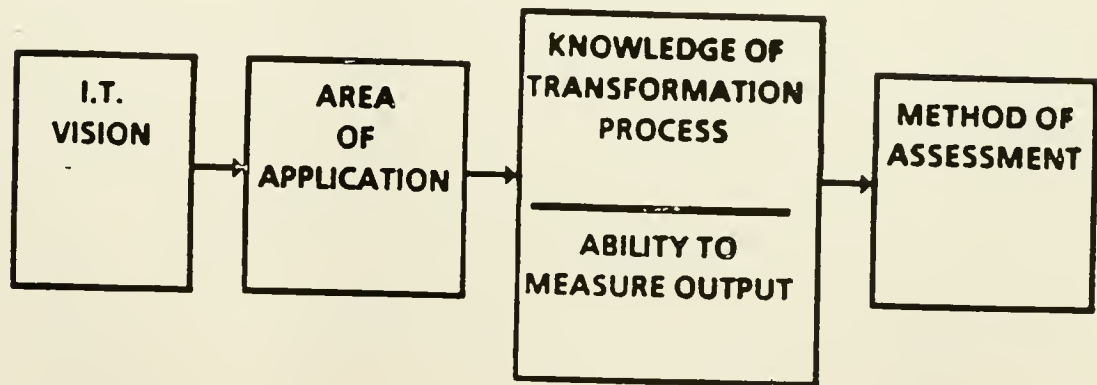 I.T.
VISION
AREA
OF
APPLICATION
KNOWLEDGE OF
TRANSFORMATION
PROCESS
ABILITY TO
MEASURE OUTPUT
METHOD OF
ASSESSMENT